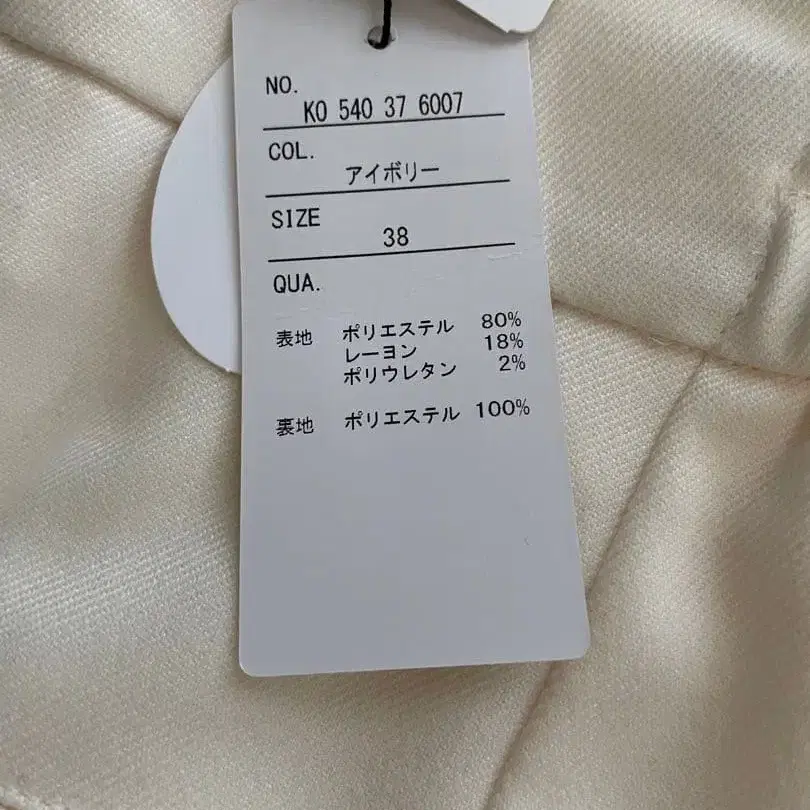 NO.
KO 540 37 6007
COL.
アイボリー
SIZE
38
QUA.
表地 ポリエステル 80%
レーヨン 18%
ポリウレタン 2%
裏地 ポリエステル 100%